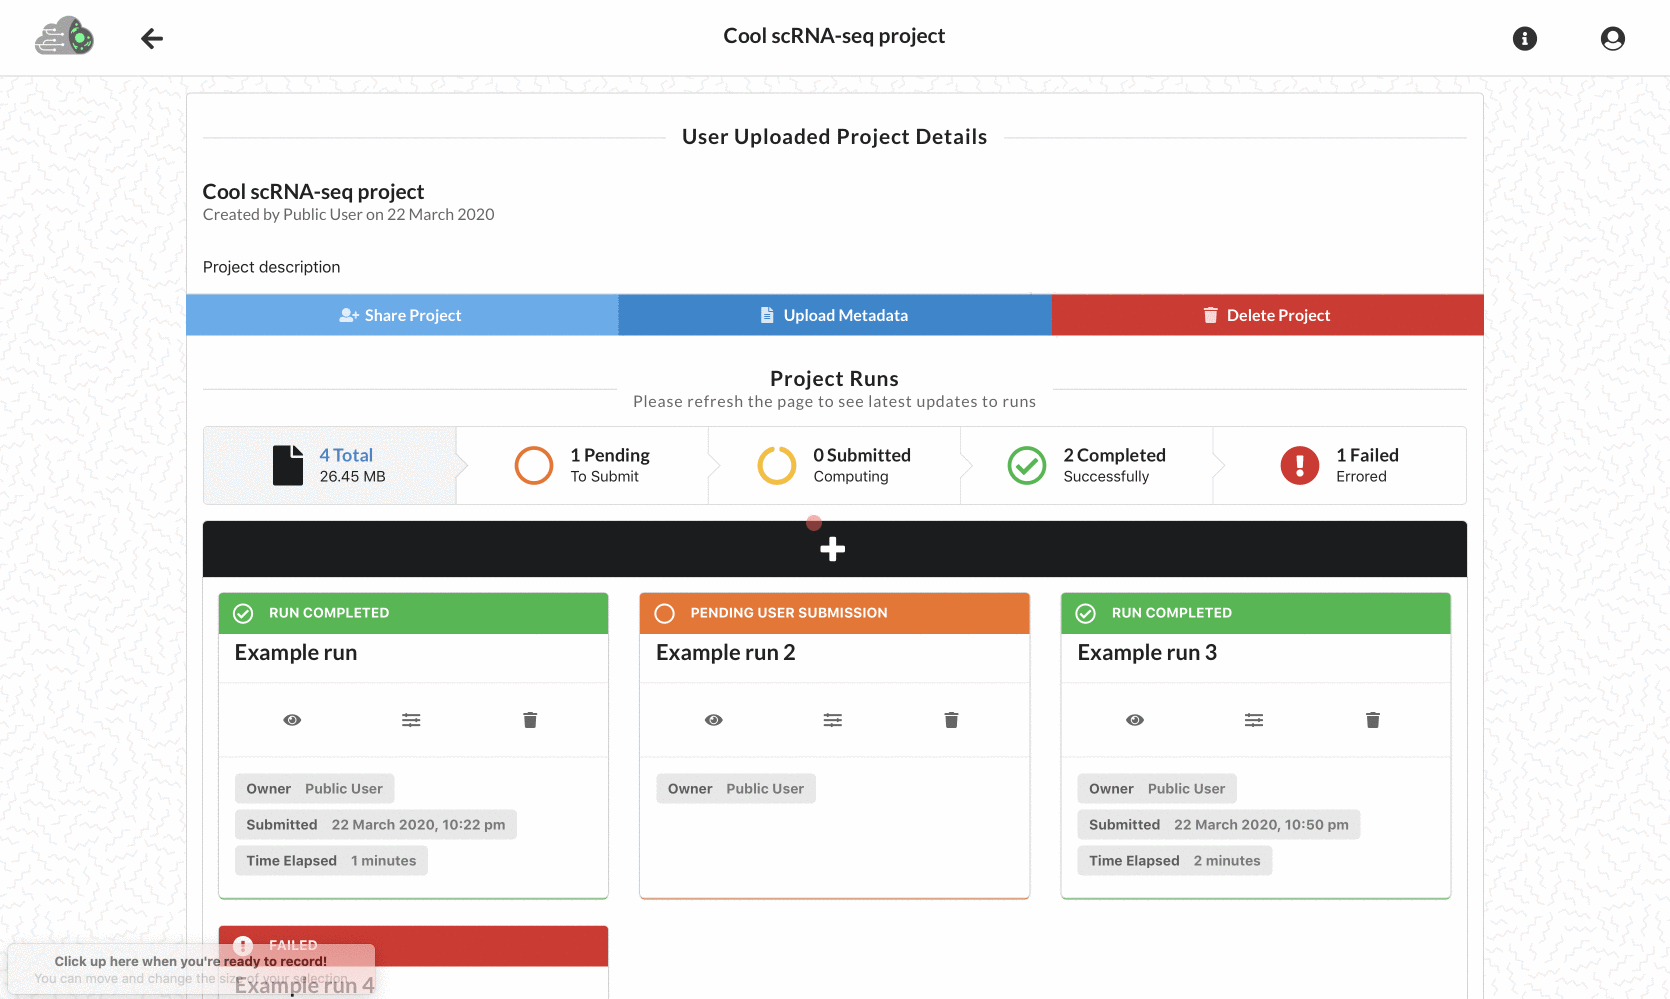 Cool scRNA-seq project
User Uploaded Project Details
Cool scRNA-seq project
Created by Public User on 22 March 2020
Project description
Share Project
Upload Metadata
Delete Project
Project Runs
Please refresh the page to see latest updates to runs
4 Total
26.45 MB
1 Pending
To Submit
0 Submitted
Computing
2 Completed
Successfully
1 Failed
Errored
RUN COMPLETED
Example run
Owner Public User
Submitted 22 March 2020, 10:22 pm
Time Elapsed 1 minutes
PENDING USER SUBMISSION
Example run 2
Owner Public User
RUN COMPLETED
Example run 3
Owner Public User
Submitted 22 March 2020, 10:50 pm
Time Elapsed 2 minutes
FAILED
Example run 4
Click up here when you're ready to record!
You can move and change the size of your selection.